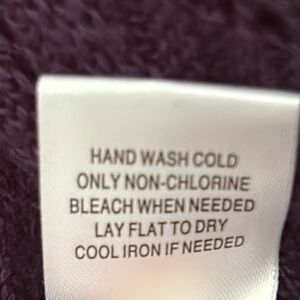 HAND WASH COLD
ONLY NON-CHLORINE
BLEACH WHEN NEEDED
LAY FLAT TO DRY
COOL IRON IF NEEDED